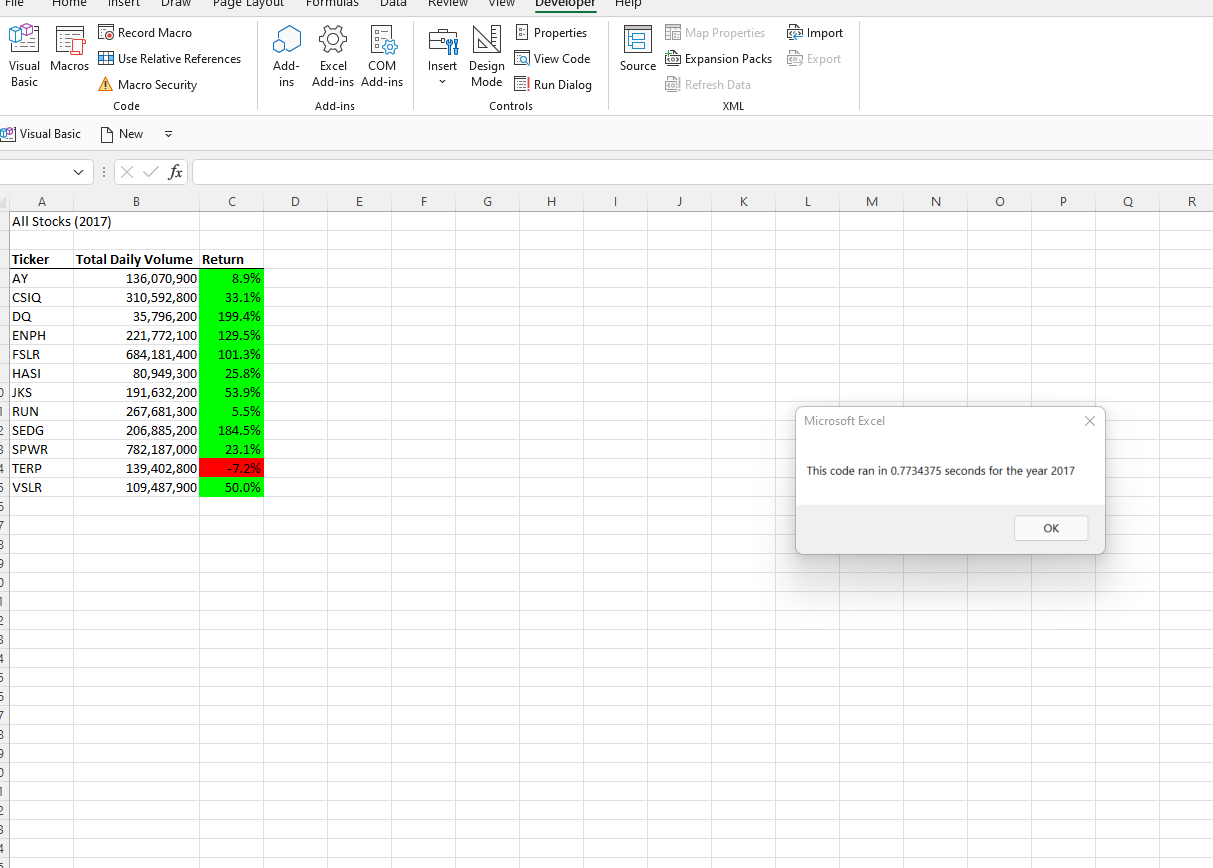 File Home Insert Draw Page Layout Formulas Data Review View Developer Help
Record Macro Properties Map Properties Import
Use Relative References View Code Expansion Packs Export
Visual Basic Macros Add-ins Excel Add-ins COM Add-ins Insert Design Mode Source
Macro Security Run Dialog Refresh Data
Code Add-ins Controls XML
Visual Basic New
fx
A B C D E F G H I J K L M N O P Q R
All Stocks (2017)
Ticker Total Daily Volume Return
AY 136,070,900 8.9%
CSIQ 310,592,800 33.1%
DQ 35,796,200 199.4%
ENPH 221,772,100 129.5%
FSLR 684,181,400 101.3%
HASI 80,949,300 25.8%
JKS 191,632,200 53.9%
RUN 267,681,300 5.5%
SEDG 206,885,200 184.5%
SPWR 782,187,000 23.1%
TERP 139,402,800 -7.2%
VSLR 109,487,900 50.0%
Microsoft Excel
This code ran in 0.7734375 seconds for the year 2017
OK